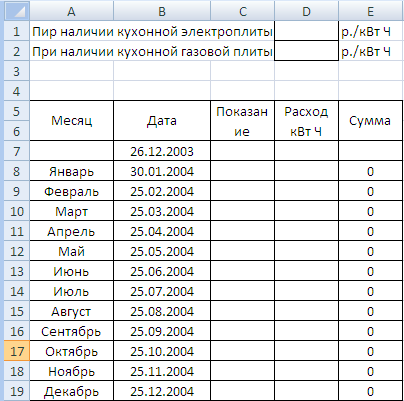 A B C D E
1 Пир наличии кухонной электроплиты р./кВт Ч
2 При наличии кухонной газовой плиты р./кВт Ч
3
4
5 Месяц Дата Показан Расход Сумма
6 ие кВт Ч
7 26.12.2003
8 Январь 30.01.2004 0
9 Февраль 25.02.2004 0
10 Март 25.03.2004 0
11 Апрель 25.04.2004 0
12 Май 25.05.2004 0
13 Июнь 25.06.2004 0
14 Июль 25.07.2004 0
15 Август 25.08.2004 0
16 Сентябрь 25.09.2004 0
17 Октябрь 25.10.2004 0
18 Ноябрь 25.11.2004 0
19 Декабрь 25.12.2004 0